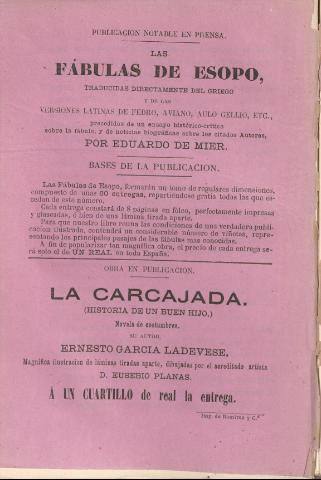 PUBLICACION NOTABLE EN PRENSA.
LAS
FÁBULAS DE ESOPO,
TRADUCIDAS DIRECTAMENTE DEL GRIEGO
Y DE LAS
VERSIONES LATINAS DE PEDRO, AVIANO, AULO GELLIO, ETC.,
precedidas de un ensayo histórico-crítico
sobre la fábula, y de noticias biográficas sobre los citados Autores,
POR EDUARDO DE MIER.
BASES DE LA PUBLICACION.
Las Fábulas de Esopo, formarán un tomo de regulares dimensiones,
compuesto de unas 50 entregas, repartiéndose gratis todas las que es-
cedan de este número.
Cada entrega constará de 8 páginas en fólco, perfectamente impresas
y glaseadas, ó bien de una lámina tirada aparte.
Para que nuestro libro reuna las condiciones de una verdadera publi-
cacion ilustrada, contendrá un considerable número de viñetas, repre-
sentando los principales pasajes de las fábulas mas conocidas.
A fin de popularizar tan magnífica obra, el precio de cada entrega se-
rá solo el de UN REAL en toda España.
OBRA EN PUBLICACION.
LA CARCAJADA.
(HISTORIA DE UN BUEN HIJO,)
Novela de costumbres,
SU AUTOR,
ERNESTO GARCIA LADEVESE,
Magnífica ilustracion de láminas tiradas aparte, dibujadas por el acreditado artista
D. EUSEBIO PLANAS.
Á UN CUARTILLO de real la entrega.
Imp. de Ramirez y C.ª